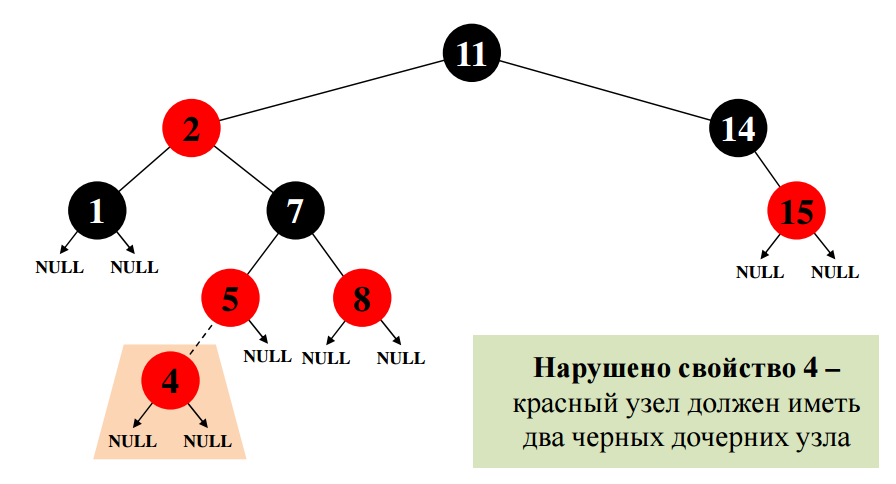 11
2
14
1
7
15
NULL NULL
NULL NULL
5
8
NULL NULL NULL
4
NULL NULL
Нарушено свойство 4 –
красный узел должен иметь
два черных дочерних узла